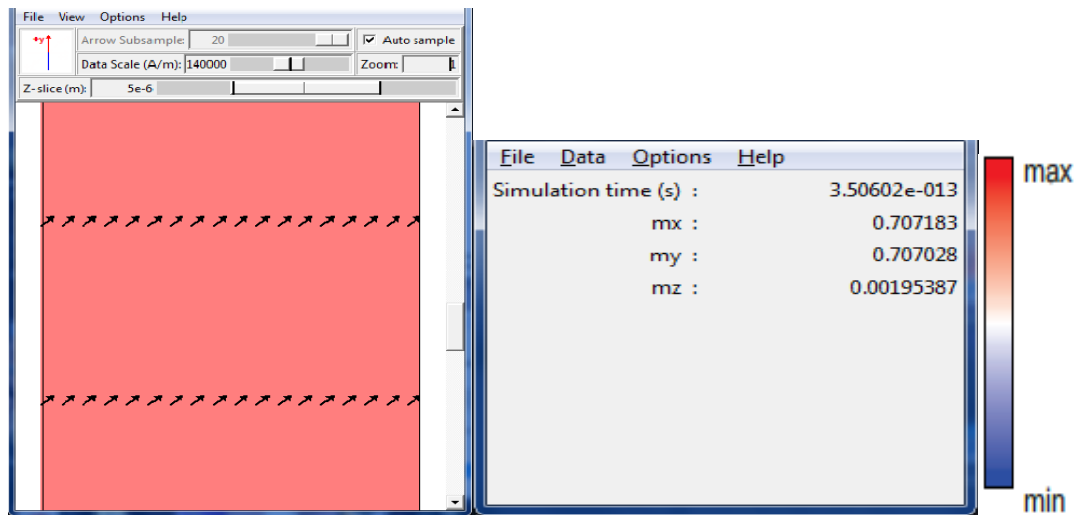 File View Options Help
+y
Arrow Subsample: 20
Auto sample
Data Scale (A/m): 140000
Zoom: 1
Z-slice (m): 5e-6
File Data Options Help
Simulation time (s) : 3.50602e-013
mx : 0.707183
my : 0.707028
mz : 0.00195387
max
min